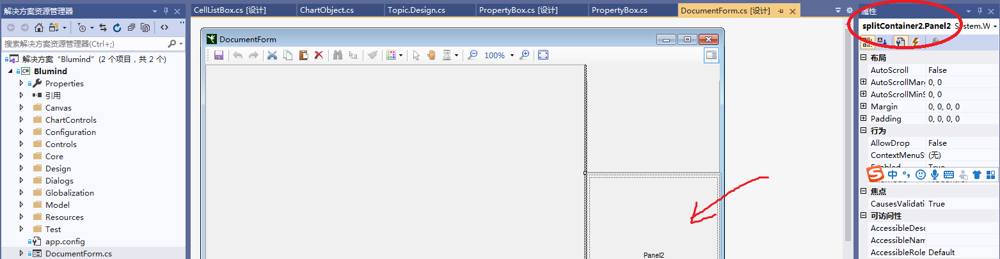 解决方案资源管理器
CellListBox.cs [设计]
ChartObject.cs
Topic.Design.cs
PropertyBox.cs [设计]
PropertyBox.cs
DocumentForm.cs [设计]
属性
搜索解决方案资源管理器(Ctrl+;)
解决方案 "Blumind" (2 个项目，共 2 个)
C# Blumind
Properties
引用
Canvas
ChartControls
Configuration
Controls
Core
Design
Dialogs
Globalization
Model
Resources
Test
app.config
DocumentForm.cs
DocumentForm
ba
100%
Panel2
splitContainer2.Panel2 System.W
布局
AutoScroll False
AutoScrollMarg 0, 0
AutoScrollMinS 0, 0
Margin 0, 0, 0, 0
Padding 0, 0, 0, 0
行为
AllowDrop False
ContextMenuSt (无)
S 中
焦点
CausesValidati True
可访问性
AccessibleDesc
AccessibleNam
AccessibleRole Default